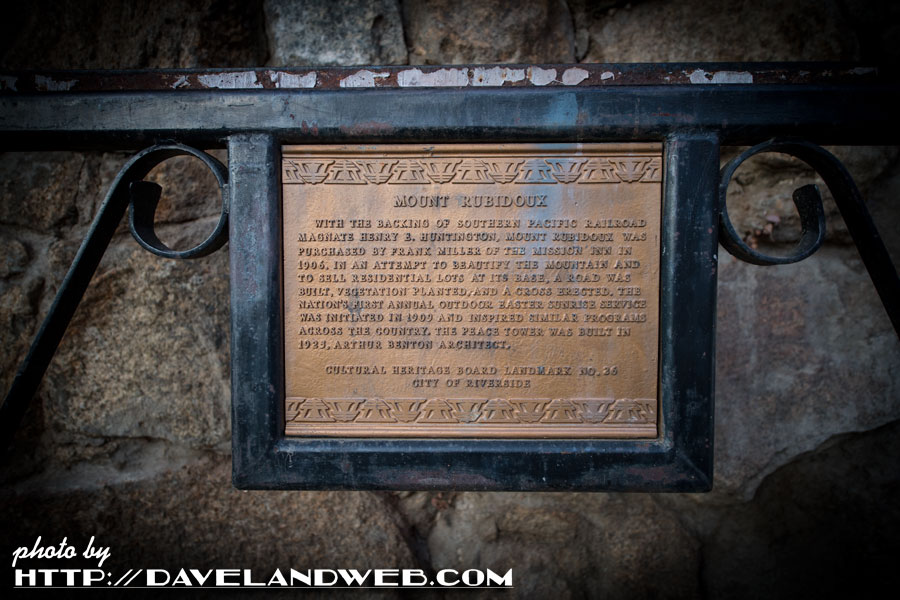 MOUNT RUBIDOUX
WITH THE BACKING OF SOUTHERN PACIFIC RAILROAD
MAGNATE HENRY E. HUNTINGTON, MOUNT RUBIDOUX WAS
PURCHASED BY FRANK MILLER OF THE MISSION INN IN
1906, IN AN ATTEMPT TO BEAUTIFY THE MOUNTAIN AND
TO SELL RESIDENTIAL LOTS AT ITS BASE, A ROAD WAS
BUILT, VEGETATION PLANTED, AND A CROSS ERECTED. THE
NATION'S FIRST ANNUAL OUTDOOR EASTER SUNRISE SERVICE
WAS INITIATED IN 1909 AND INSPIRED SIMILAR PROGRAMS
ACROSS THE COUNTRY. THE PEACE TOWER WAS BUILT IN
1925, ARTHUR BENTON ARCHITECT.
CULTURAL HERITAGE BOARD LANDMARK NO. 26
CITY OF RIVERSIDE
photo by
HTTP://DAVELANDWEB.COM